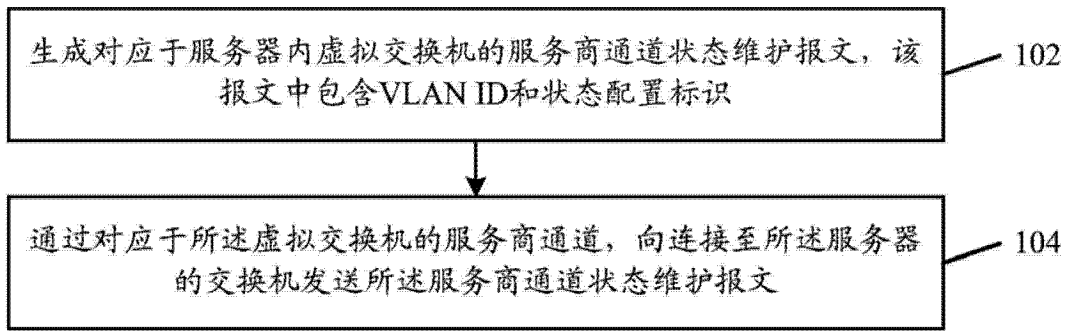 生成对应于服务器内虚拟交换机的服务商通道状态维护报文，该
报文中包含VLAN ID和状态配置标识
102
通过对应于所述虚拟交换机的服务商通道，向连接至所述服务器
的交换机发送所述服务商通道状态维护报文
104